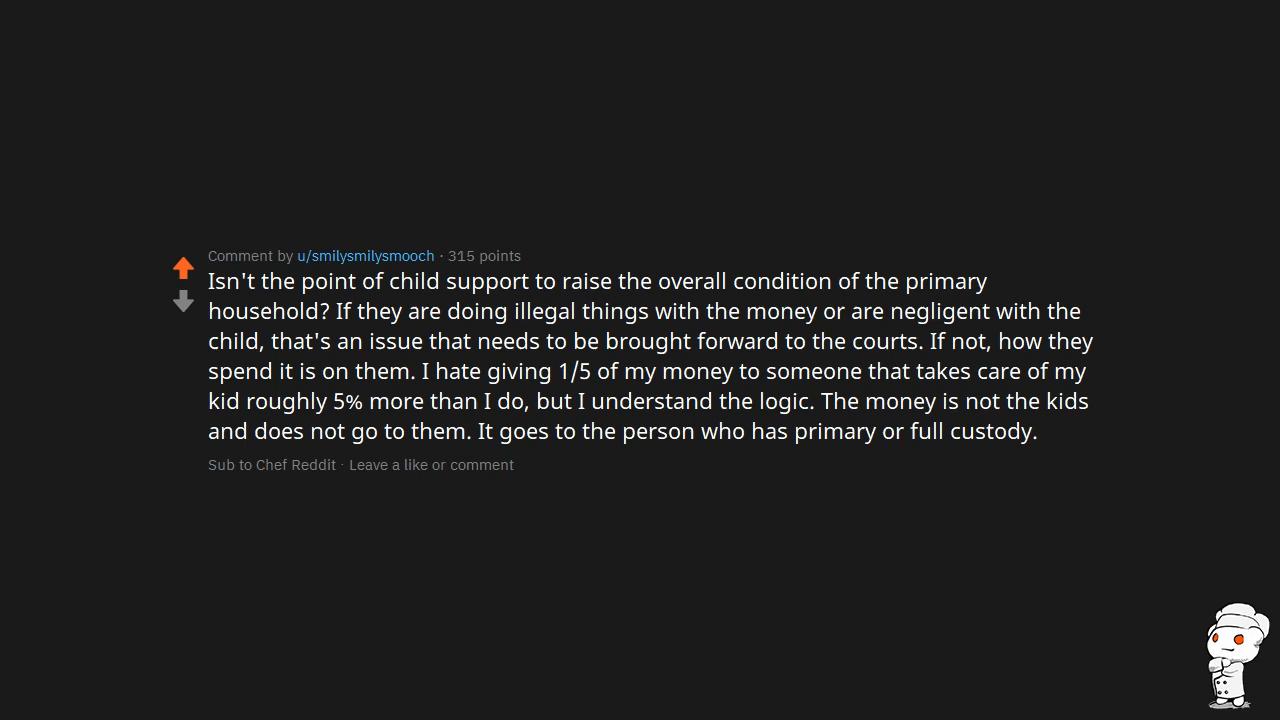 Comment by u/smilysmilysmooch · 315 points
Isn't the point of child support to raise the overall condition of the primary
household? If they are doing illegal things with the money or are negligent with the
child, that's an issue that needs to be brought forward to the courts. If not, how they
spend it is on them. I hate giving 1/5 of my money to someone that takes care of my
kid roughly 5% more than I do, but I understand the logic. The money is not the kids
and does not go to them. It goes to the person who has primary or full custody.
Sub to Chef Reddit · Leave a like or comment